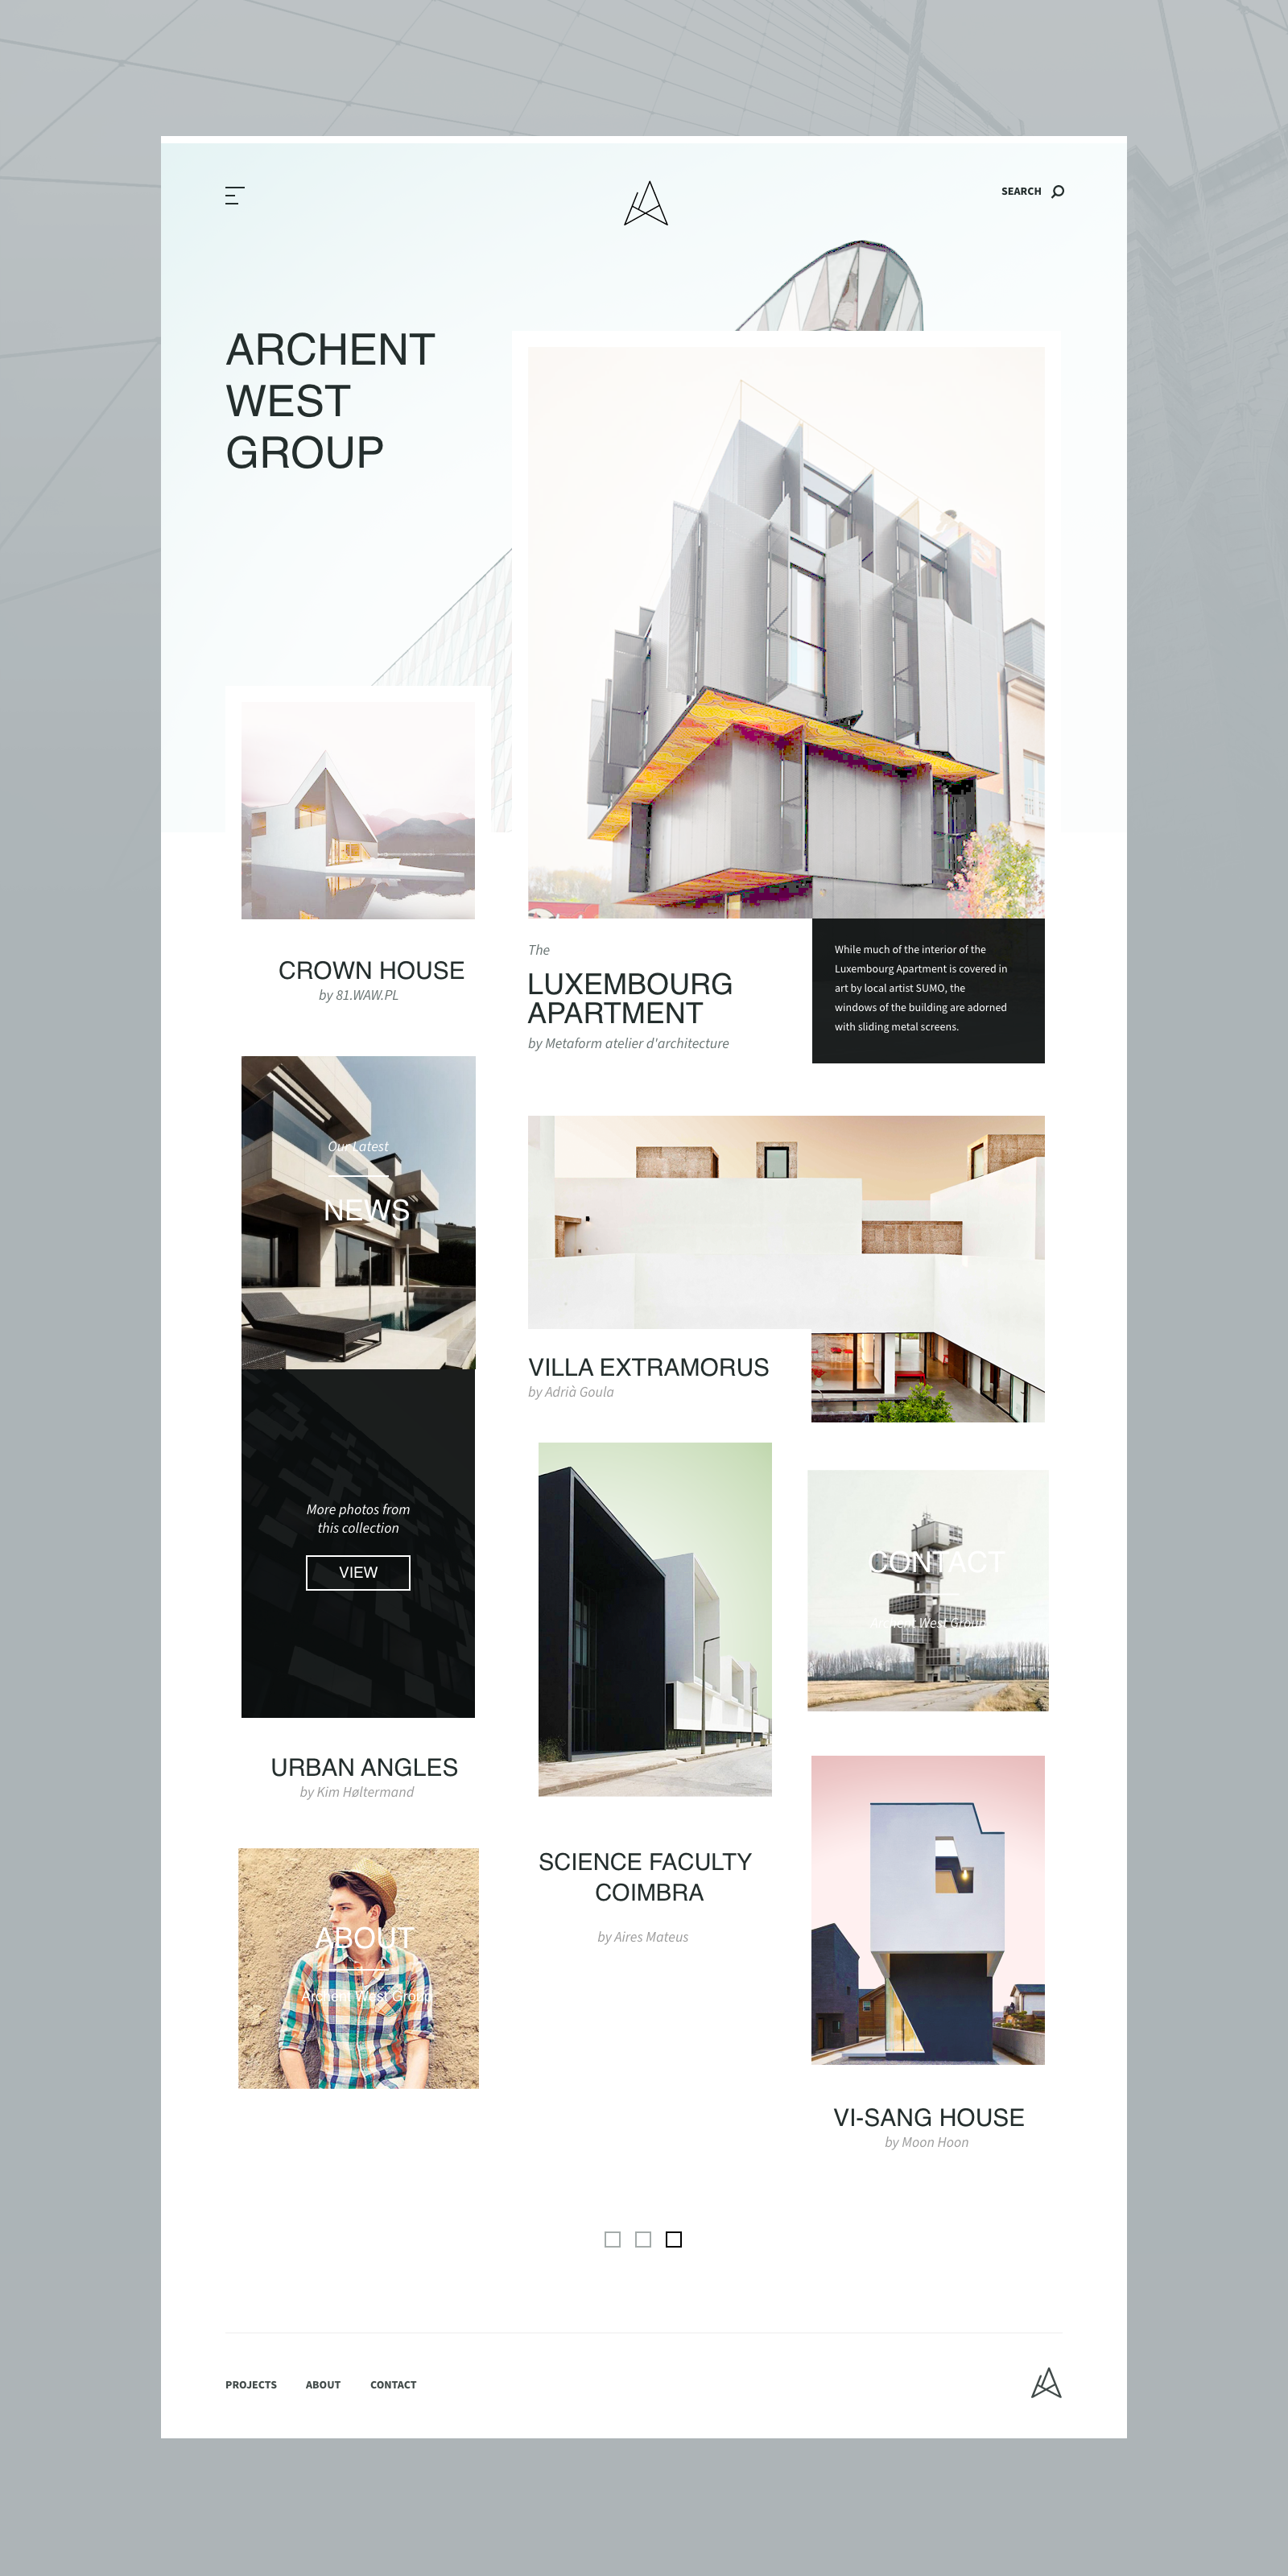 SEARCH
ARCHENT
WEST
GROUP
CROWN HOUSE
by 81.WAW.PL
The
LUXEMBOURG
APARTMENT
by Metaform atelier d'architecture
While much of the interior of the
Luxembourg Apartment is covered in
art by local artist SUMO, the
windows of the building are adorned
with sliding metal screens.
Our Latest
NEWS
VILLA EXTRAMORUS
by Adrià Goula
More photos from
this collection
VIEW
CONTACT
Archent West Group
URBAN ANGLES
by Kim Høltermand
SCIENCE FACULTY
COIMBRA
by Aires Mateus
ABOUT
Archent West Group
VI-SANG HOUSE
by Moon Hoon
PROJECTS ABOUT CONTACT